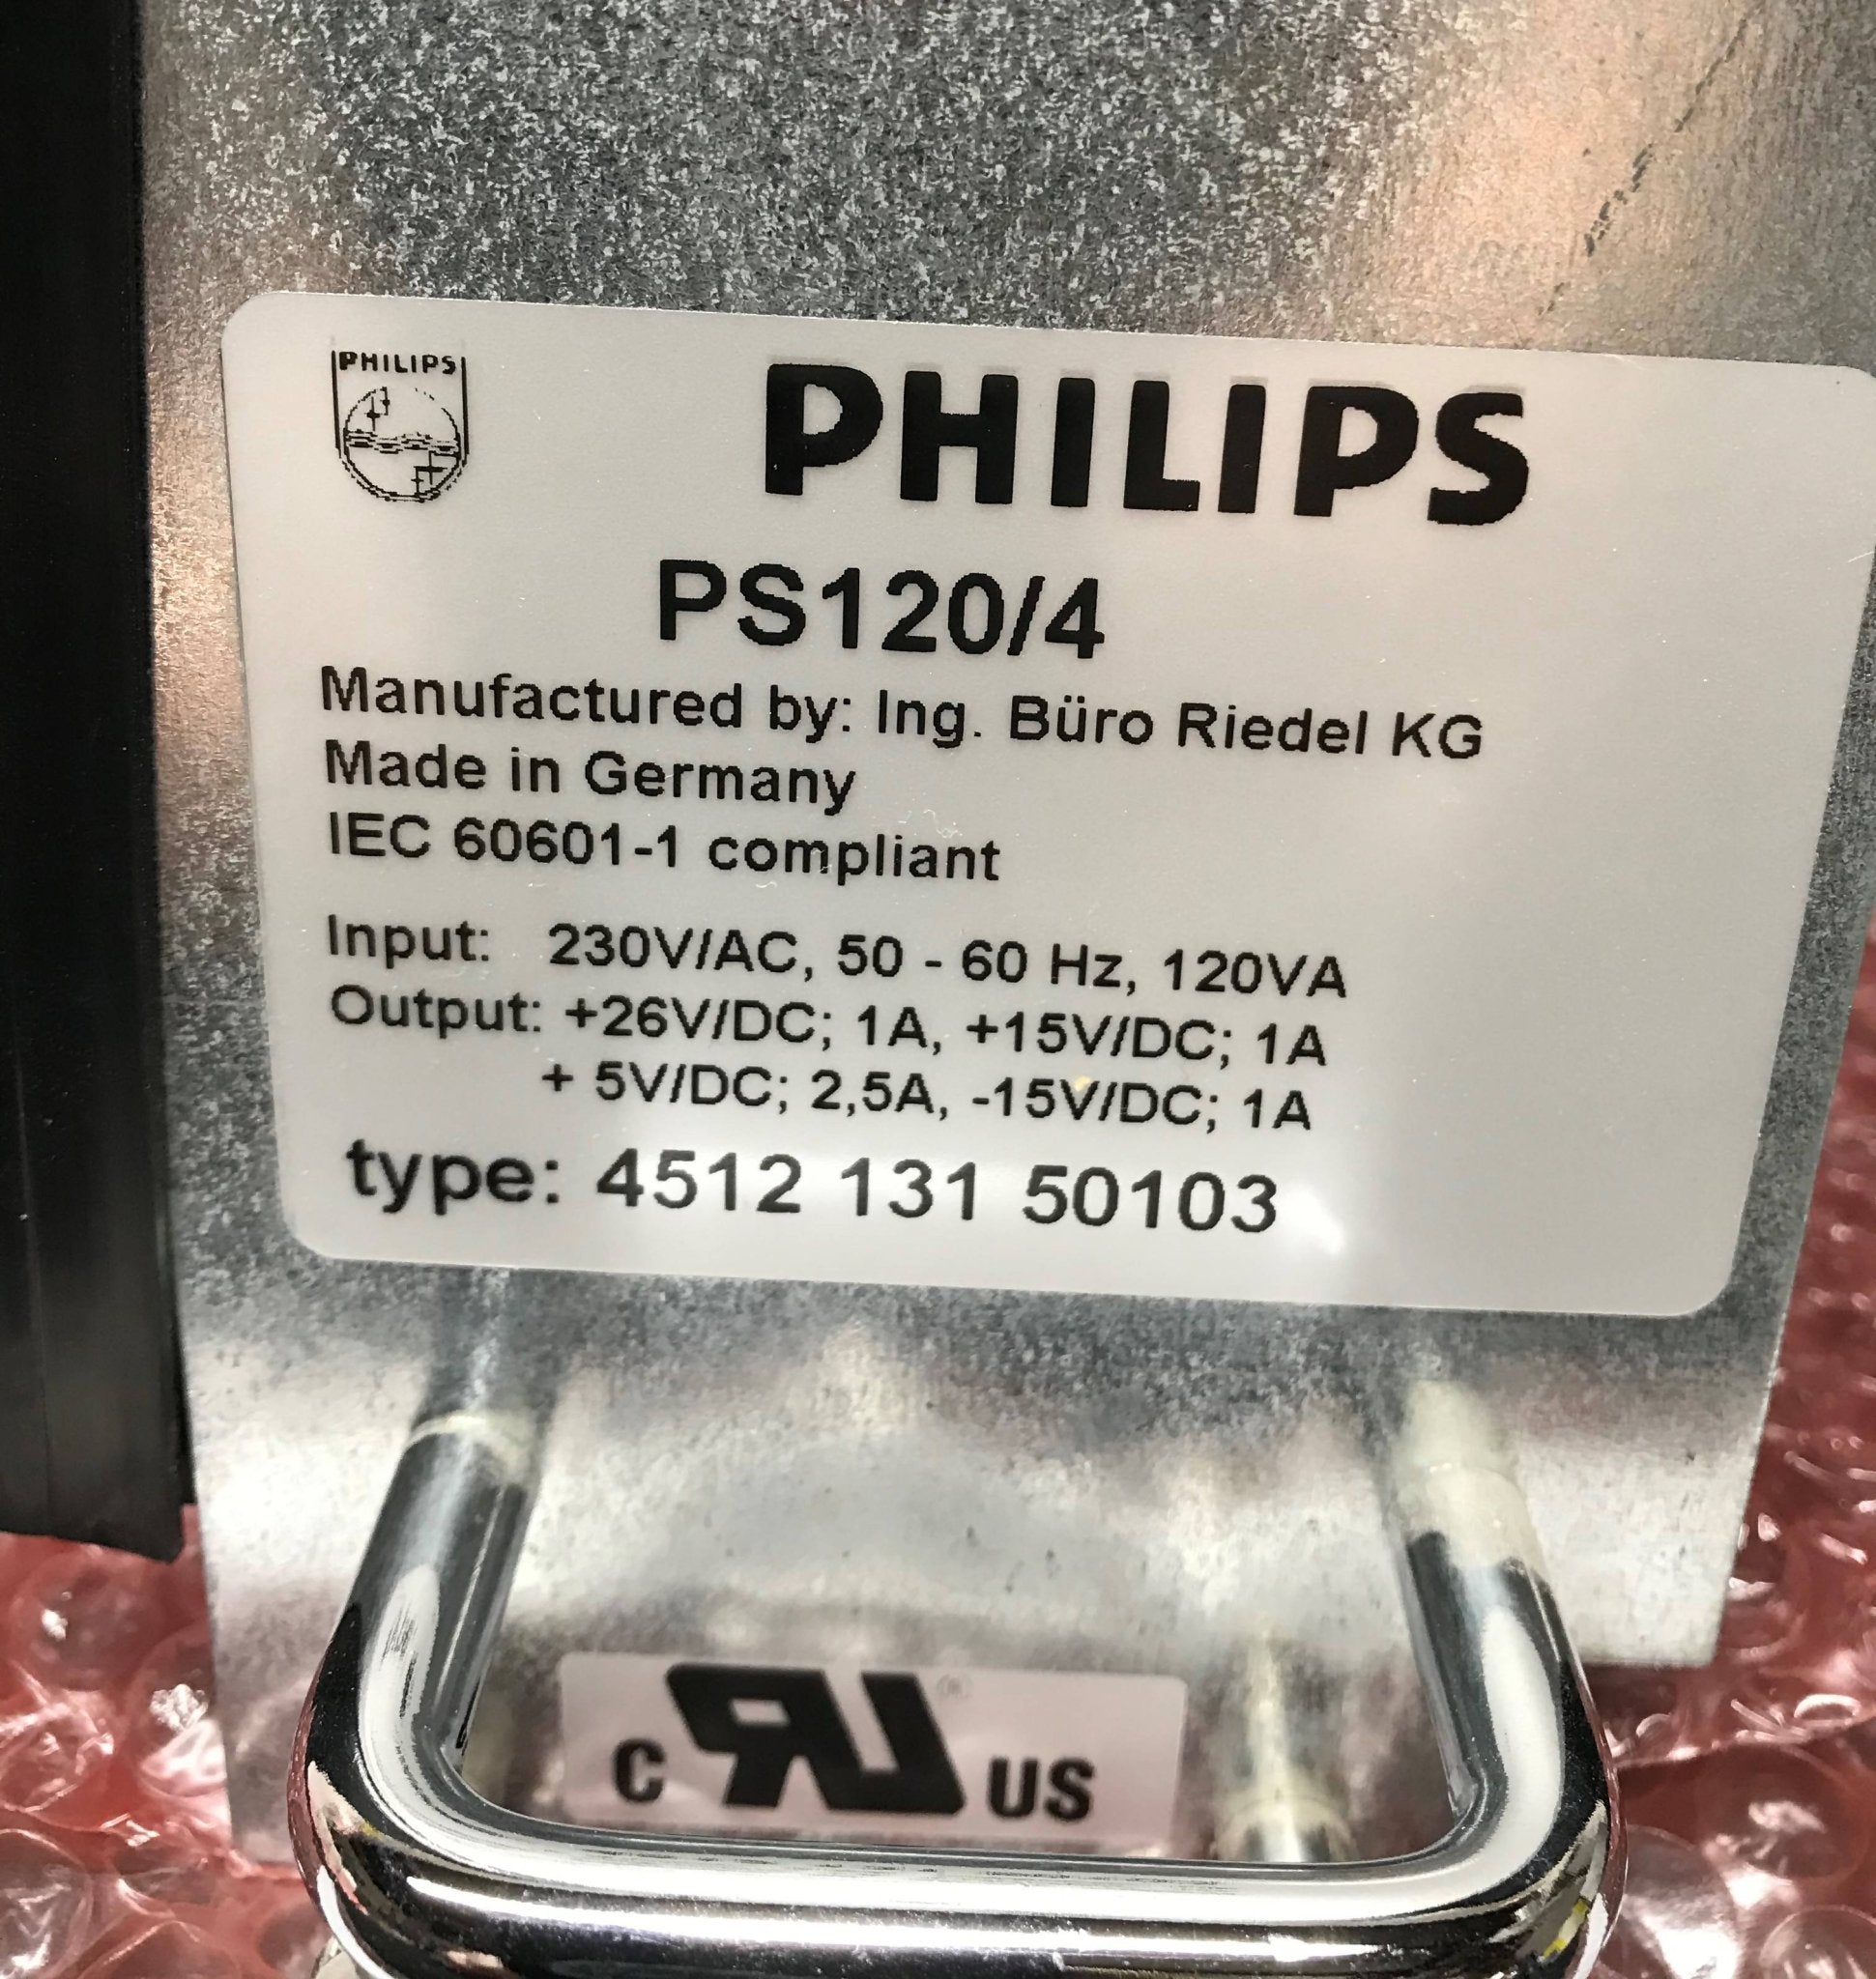 PHILIPS
PHILIPS
PS120/4
Manufactured by: Ing. Büro Riedel KG
Made in Germany
IEC 60601-1 compliant
Input: 230V/AC, 50 - 60 Hz, 120VA
Output: +26V/DC; 1A, +15V/DC; 1A
+ 5V/DC; 2,5A, -15V/DC; 1A
type: 4512 131 50103
C RU ® US